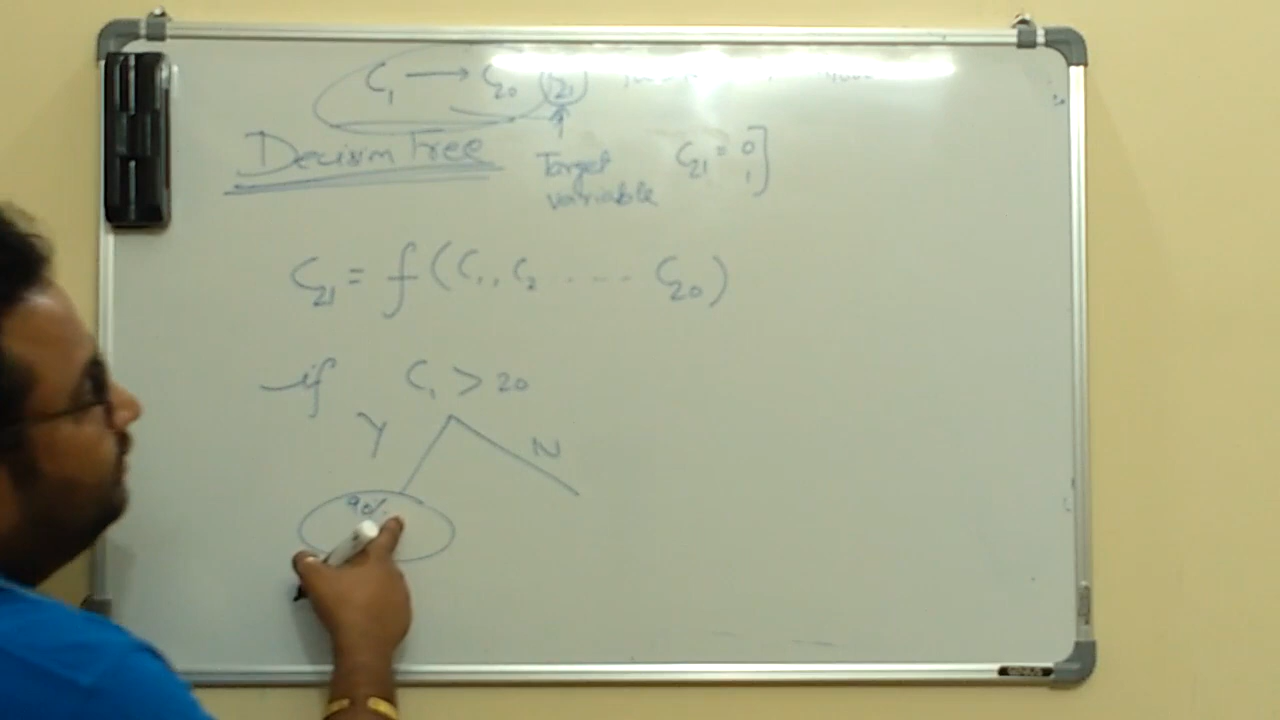 C₁ → C₂₀ C₂₁
Decision Tree
Target variable
C₂₁ = 0
1
C₂₁ = f(C₁, C₂ ..... C₂₀)
if C₁ > 20
Y
N
90%